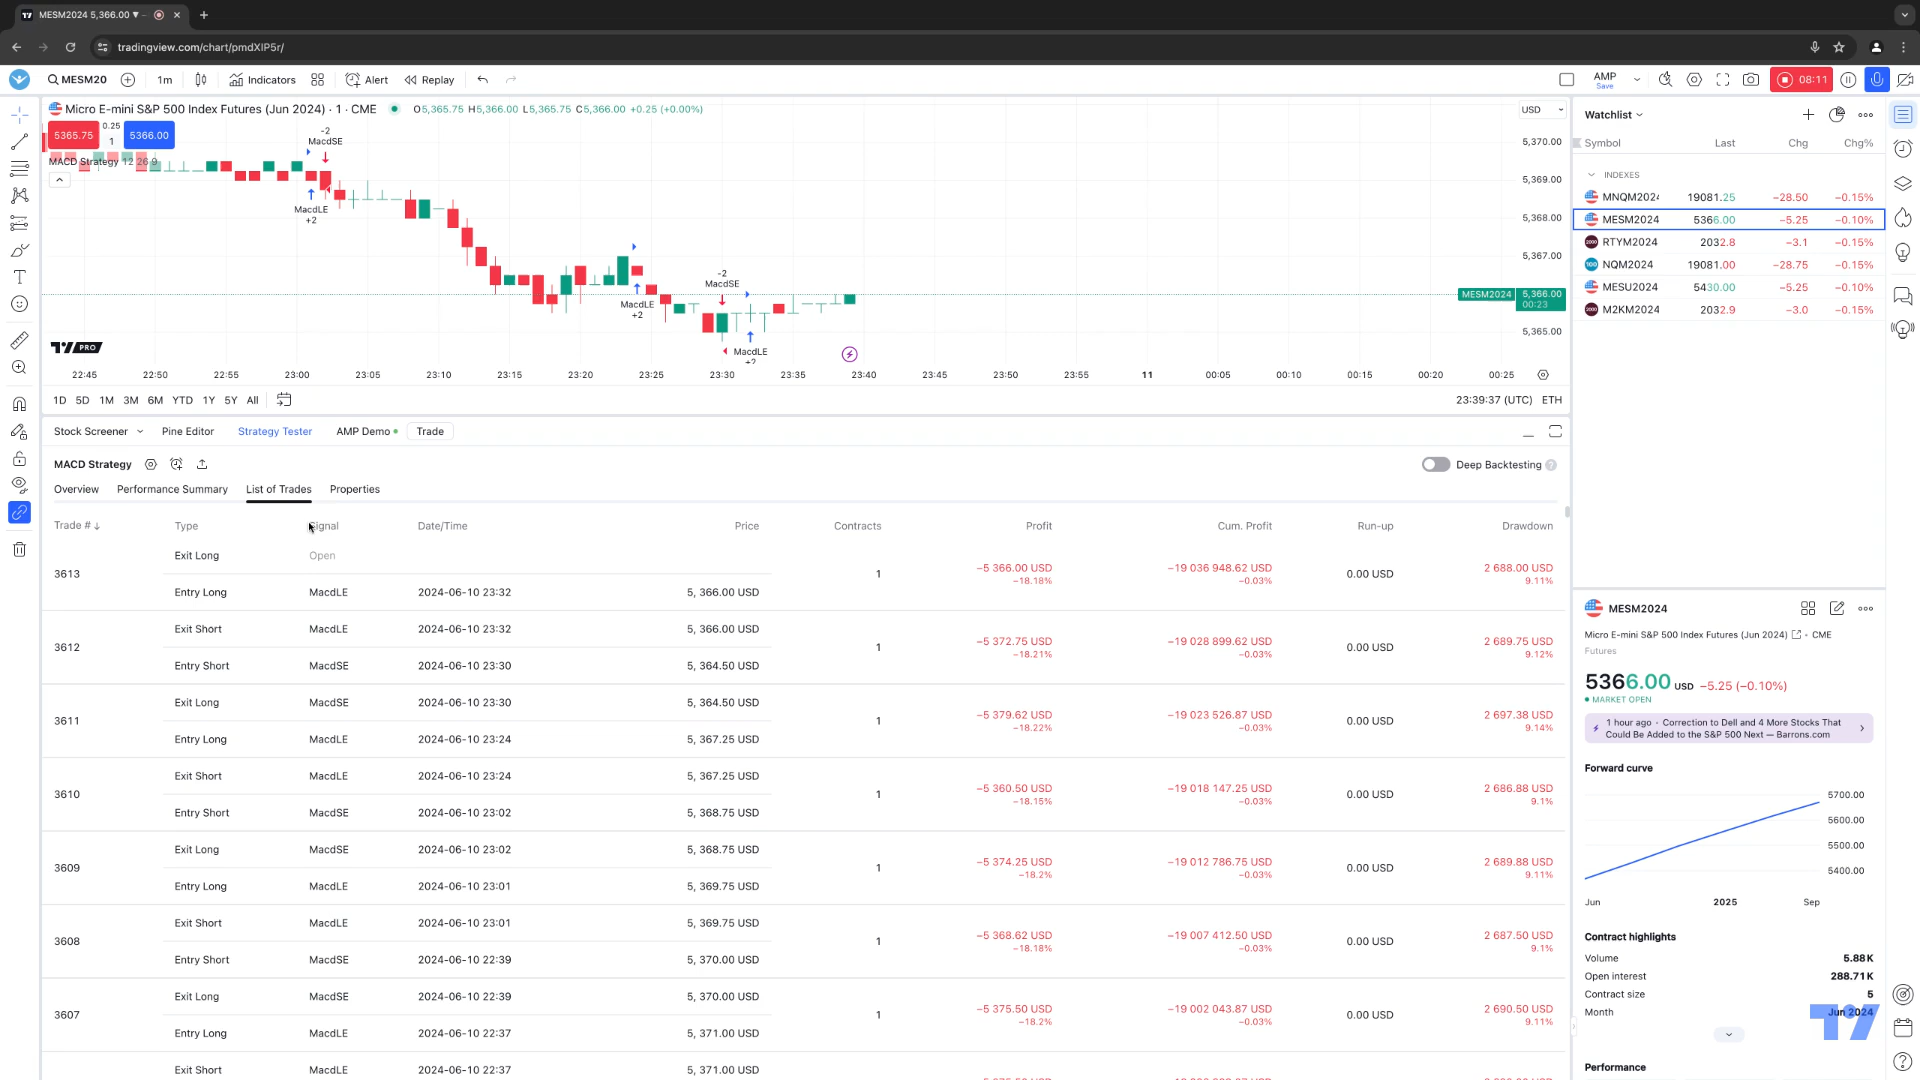 MESM2024 5,366.00 ▼ –
tradingview.com/chart/pmdXlP5r/
MESM20
1m
Indicators
Alert
Replay
AMP
Save
08:11
Micro E-mini S&P 500 Index Futures (Jun 2024) · 1 · CME
O5,365.75 H5,366.00 L5,365.75 C5,366.00 +0.25 (+0.00%)
USD
5365.75
0.25
1
5366.00
MACD Strategy 12 26 9
-2
MacdSE
MacdLE
+2
MacdLE
+2
-2
MacdSE
MacdLE
+2
5,370.00
5,369.00
5,368.00
5,367.00
MESM2024
5,366.00
00:23
5,365.00
PRO
22:45 22:50 22:55 23:00 23:05 23:10 23:15 23:20 23:25 23:30 23:35 23:40 23:45 23:50 23:55 11 00:05 00:10 00:15 00:20 00:25
1D 5D 1M 3M 6M YTD 1Y 5Y All
23:39:37 (UTC) ETH
Stock Screener
Pine Editor
Strategy Tester
AMP Demo
Trade
MACD Strategy
Deep Backtesting
Overview
Performance Summary
List of Trades
Properties
Trade # ↓ Type Signal Date/Time Price Contracts Profit Cum. Profit Run-up Drawdown
Exit Long Open
3613 1 −5 366.00 USD −19 036 948.62 USD 0.00 USD 2 688.00 USD
−18.18% −0.03% 9.11%
Entry Long MacdLE 2024-06-10 23:32 5, 366.00 USD
Exit Short MacdLE 2024-06-10 23:32 5, 366.00 USD
3612 1 −5 372.75 USD −19 028 899.62 USD 0.00 USD 2 689.75 USD
−18.21% −0.03% 9.12%
Entry Short MacdSE 2024-06-10 23:30 5, 364.50 USD
Exit Long MacdSE 2024-06-10 23:30 5, 364.50 USD
3611 1 −5 379.62 USD −19 023 526.87 USD 0.00 USD 2 697.38 USD
−18.22% −0.03% 9.14%
Entry Long MacdLE 2024-06-10 23:24 5, 367.25 USD
Exit Short MacdLE 2024-06-10 23:24 5, 367.25 USD
3610 1 −5 360.50 USD −19 018 147.25 USD 0.00 USD 2 686.88 USD
−18.15% −0.03% 9.1%
Entry Short MacdSE 2024-06-10 23:02 5, 368.75 USD
Exit Long MacdSE 2024-06-10 23:02 5, 368.75 USD
3609 1 −5 374.25 USD −19 012 786.75 USD 0.00 USD 2 689.88 USD
−18.2% −0.03% 9.11%
Entry Long MacdLE 2024-06-10 23:01 5, 369.75 USD
Exit Short MacdLE 2024-06-10 23:01 5, 369.75 USD
3608 1 −5 368.62 USD −19 007 412.50 USD 0.00 USD 2 687.50 USD
−18.18% −0.03% 9.1%
Entry Short MacdSE 2024-06-10 22:39 5, 370.00 USD
Exit Long MacdSE 2024-06-10 22:39 5, 370.00 USD
3607 1 −5 375.50 USD −19 002 043.87 USD 0.00 USD 2 690.50 USD
−18.2% −0.03% 9.11%
Entry Long MacdLE 2024-06-10 22:37 5, 371.00 USD
Exit Short MacdLE 2024-06-10 22:37 5, 371.00 USD
Watchlist
Symbol Last Chg Chg%
INDEXES
MNQM2024 19081.25 −28.50 −0.15%
MESM2024 5366.00 −5.25 −0.10%
RTYM2024 2032.8 −3.1 −0.15%
NQM2024 19081.00 −28.75 −0.15%
MESU2024 5430.00 −5.25 −0.10%
M2KM2024 2032.9 −3.0 −0.15%
MESM2024
Micro E-mini S&P 500 Index Futures (Jun 2024) • CME
Futures
5366.00 USD −5.25 (−0.10%)
MARKET OPEN
1 hour ago • Correction to Dell and 4 More Stocks That
Could Be Added to the S&P 500 Next — Barrons.com
Forward curve
5700.00
5600.00
5500.00
5400.00
Jun 2025 Sep
Contract highlights
Volume 5.88K
Open interest 288.71K
Contract size 5
Month Jun 2024
Performance